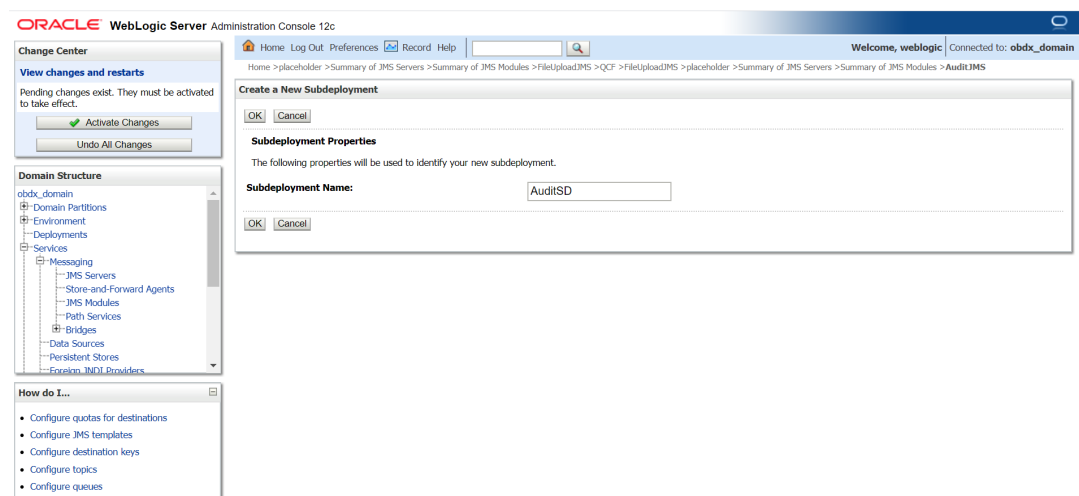 ORACLE WebLogic Server Administration Console 12c
Change Center
View changes and restarts
Pending changes exist. They must be activated
to take effect.
Activate Changes
Undo All Changes
Domain Structure
obdx_domain
Domain Partitions
Environment
Deployments
Services
Messaging
JMS Servers
Store-and-Forward Agents
JMS Modules
Path Services
Bridges
Data Sources
Persistent Stores
Foreign JNDI Providers
How do I...
Configure quotas for destinations
Configure JMS templates
Configure destination keys
Configure topics
Configure queues
Home Log Out Preferences Record Help
Welcome, weblogic Connected to: obdx_domain
Home >placeholder >Summary of JMS Servers >Summary of JMS Modules >FileUploadJMS >QCF >FileUploadJMS >placeholder >Summary of JMS Servers >Summary of JMS Modules >AuditJMS
Create a New Subdeployment
OK Cancel
Subdeployment Properties
The following properties will be used to identify your new subdeployment.
Subdeployment Name: AuditSD
OK Cancel